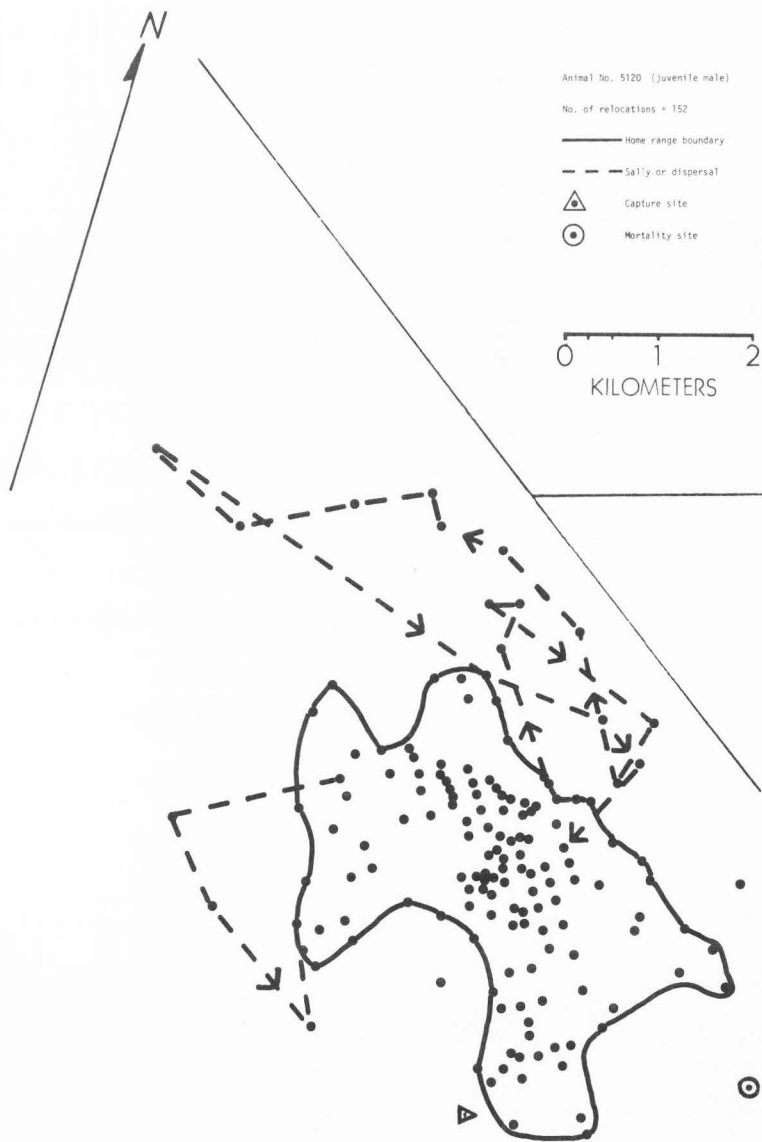 N
Animal No. 5120 (juvenile male)
No. of relocations = 152
Home range boundary
Sally or dispersal
Capture site
Mortality site
0 1 2
KILOMETERS